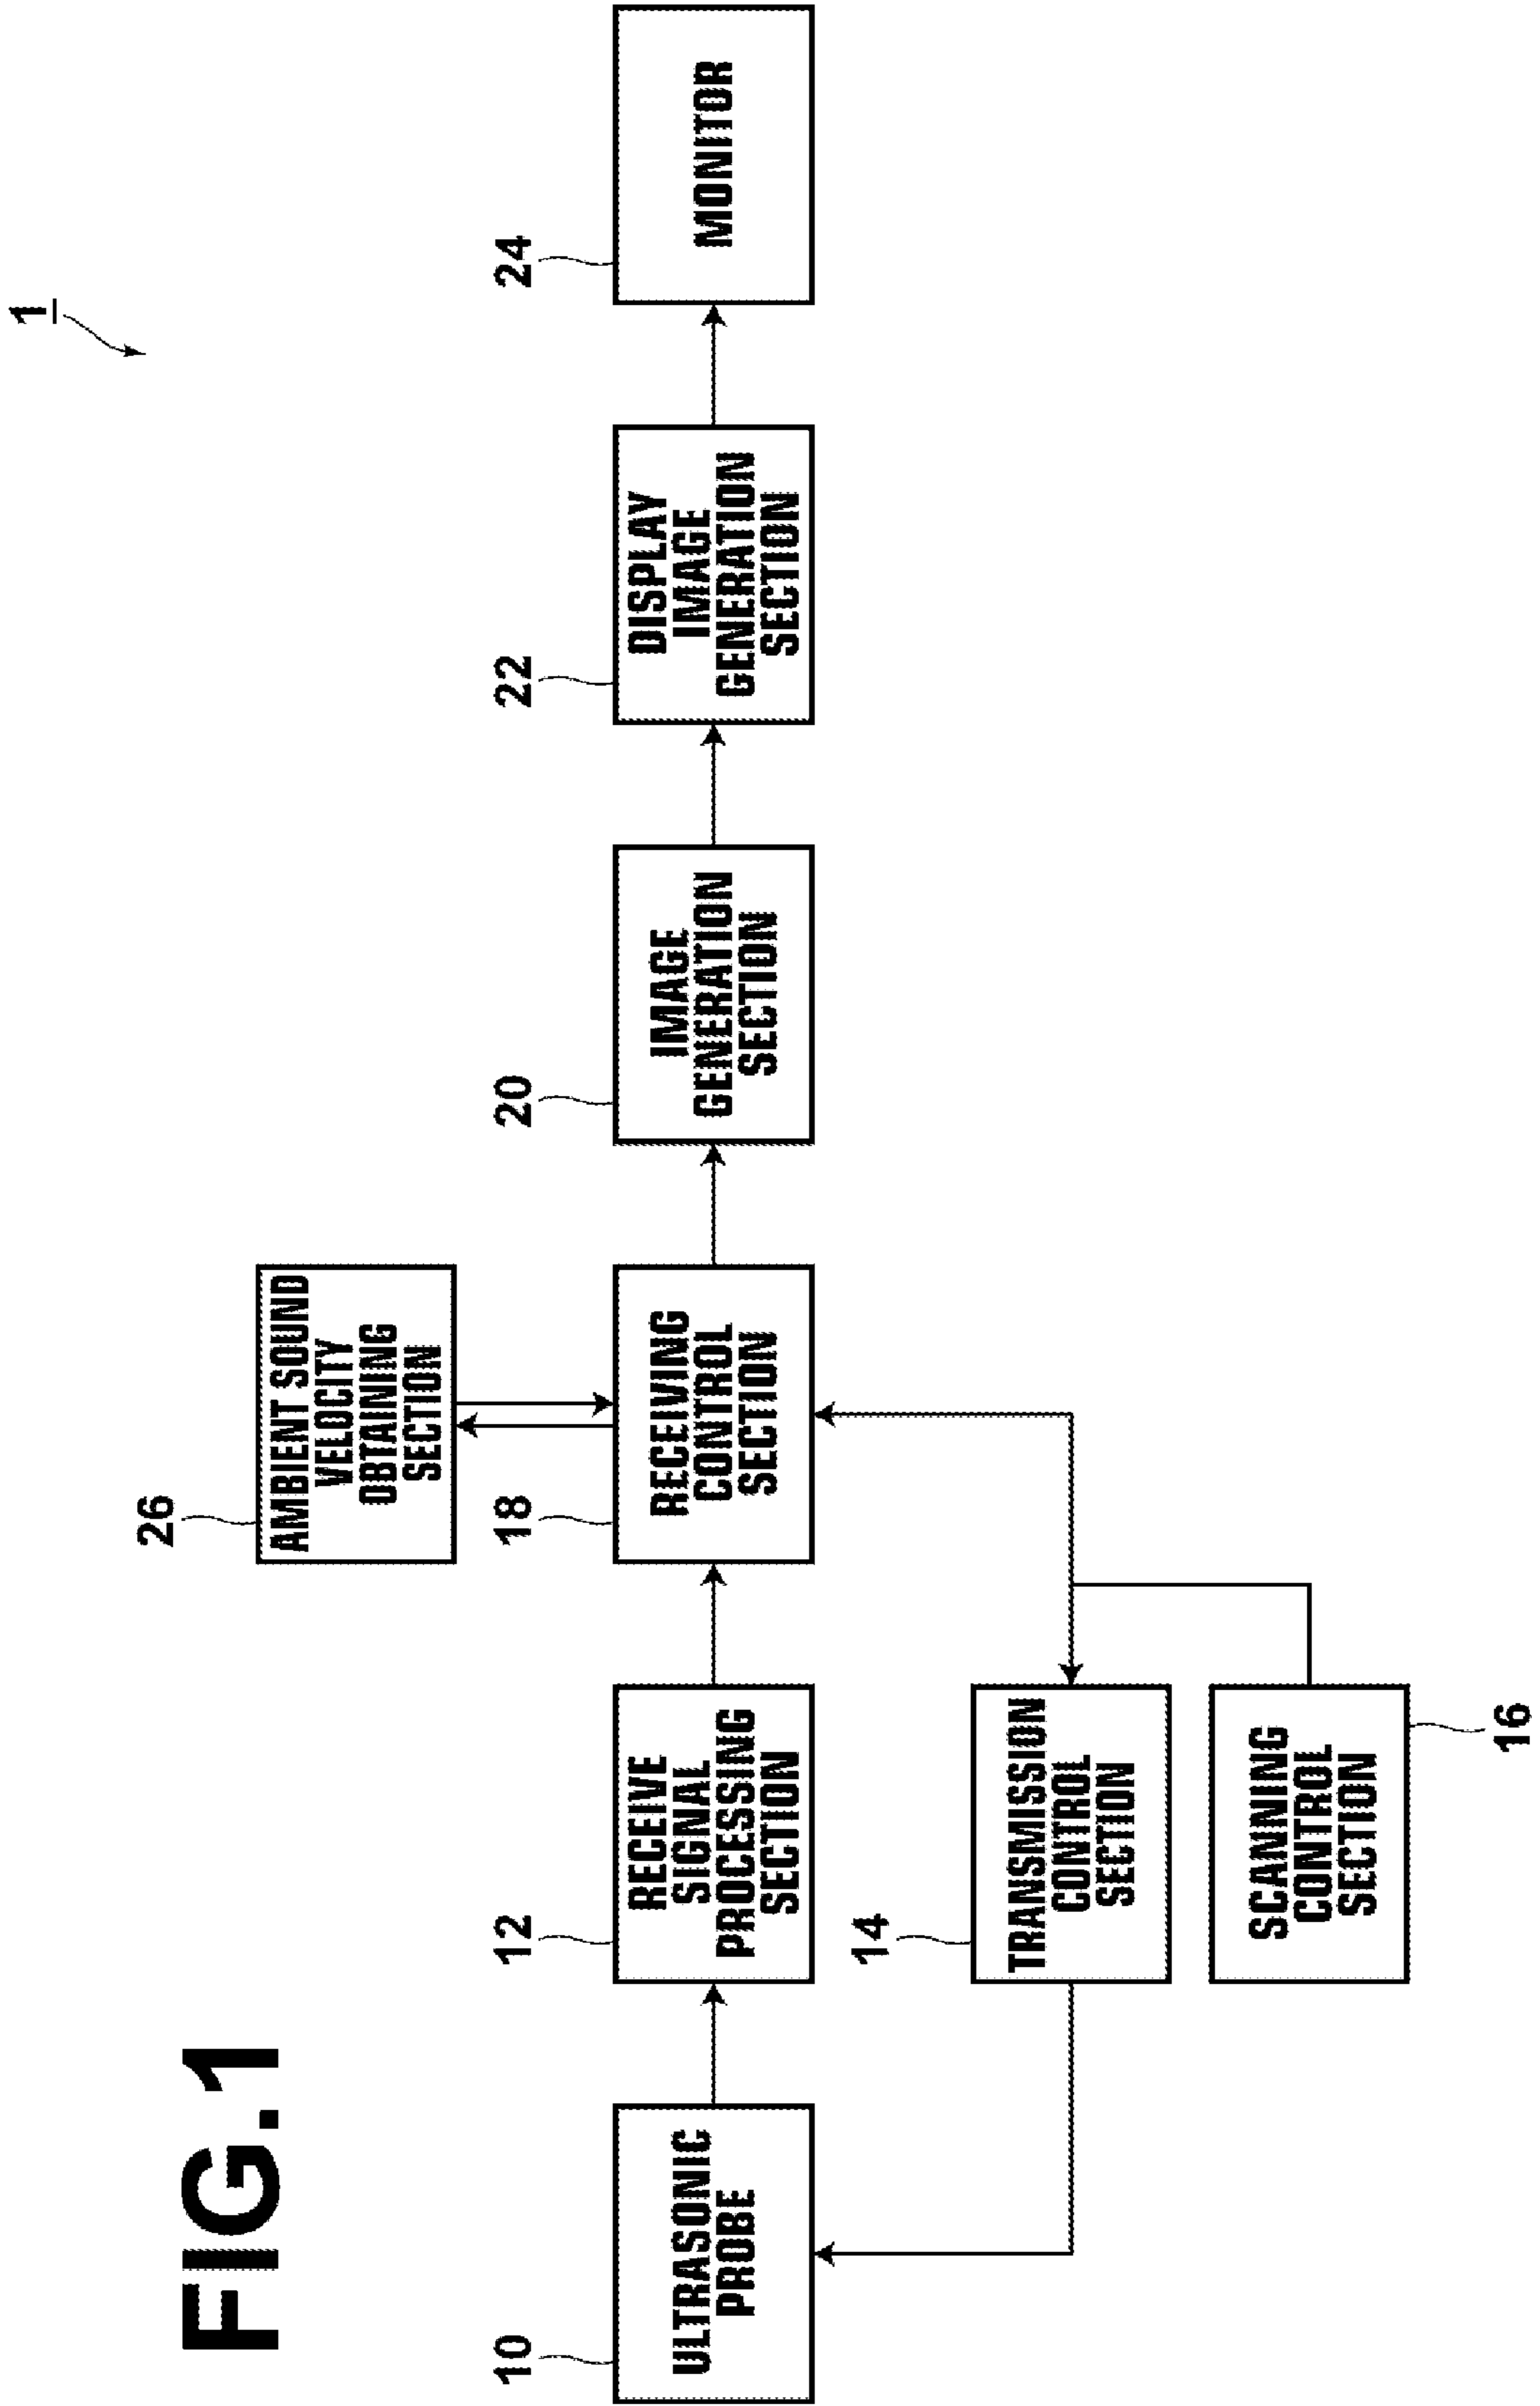 FIG.1
1
26
AMBIENT SOUND
VELOCITY
OBTAINING
SECTION
10
ULTRASONIC
PROBE
12
RECEIVE
SIGNAL
PROCESSING
SECTION
18
RECEIVING
CONTROL
SECTION
20
IMAGE
GENERATION
SECTION
22
DISPLAY
IMAGE
GENERATION
SECTION
24
MONITOR
14
TRANSMISSION
CONTROL
SECTION
SCANNING
CONTROL
SECTION
16